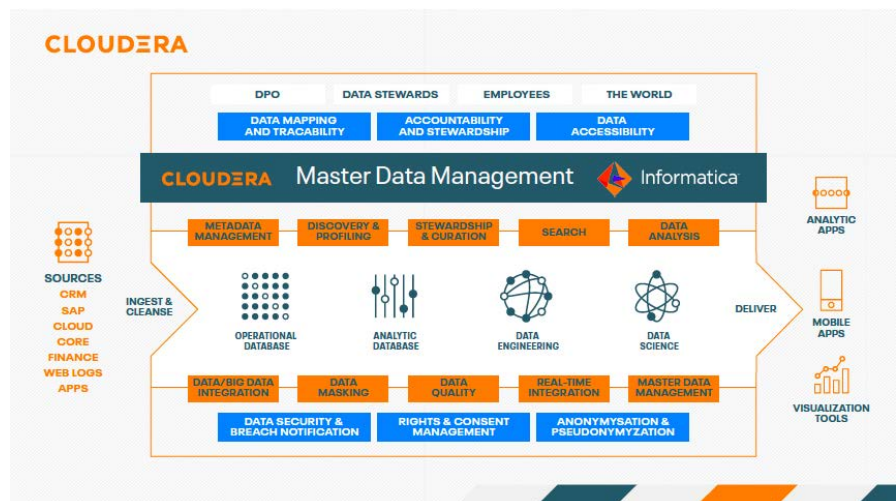 CLOUDERA
DPO
DATA STEWARDS
EMPLOYEES
THE WORLD
DATA MAPPING
AND TRACABILITY
ACCOUNTABILITY
AND STEWARDSHIP
DATA
ACCESSIBILITY
CLOUDERA Master Data Management Informatica
METADATA
MANAGEMENT
DISCOVERY &
PROFILING
STEWARDSHIP
& CURATION
SEARCH
DATA
ANALYSIS
SOURCES
CRM
SAP
CLOUD
CORE
FINANCE
WEB LOGS
APPS
INGEST &
CLEANSE
OPERATIONAL
DATABASE
ANALYTIC
DATABASE
DATA
ENGINEERING
DATA
SCIENCE
DELIVER
ANALYTIC
APPS
MOBILE
APPS
VISUALIZATION
TOOLS
DATA/BIG DATA
INTEGRATION
DATA
MASKING
DATA
QUALITY
REAL-TIME
INTEGRATION
MASTER DATA
MANAGEMENT
DATA SECURITY &
BREACH NOTIFICATION
RIGHTS & CONSENT
MANAGEMENT
ANONYMYSATION &
PSEUDONYMYZATION